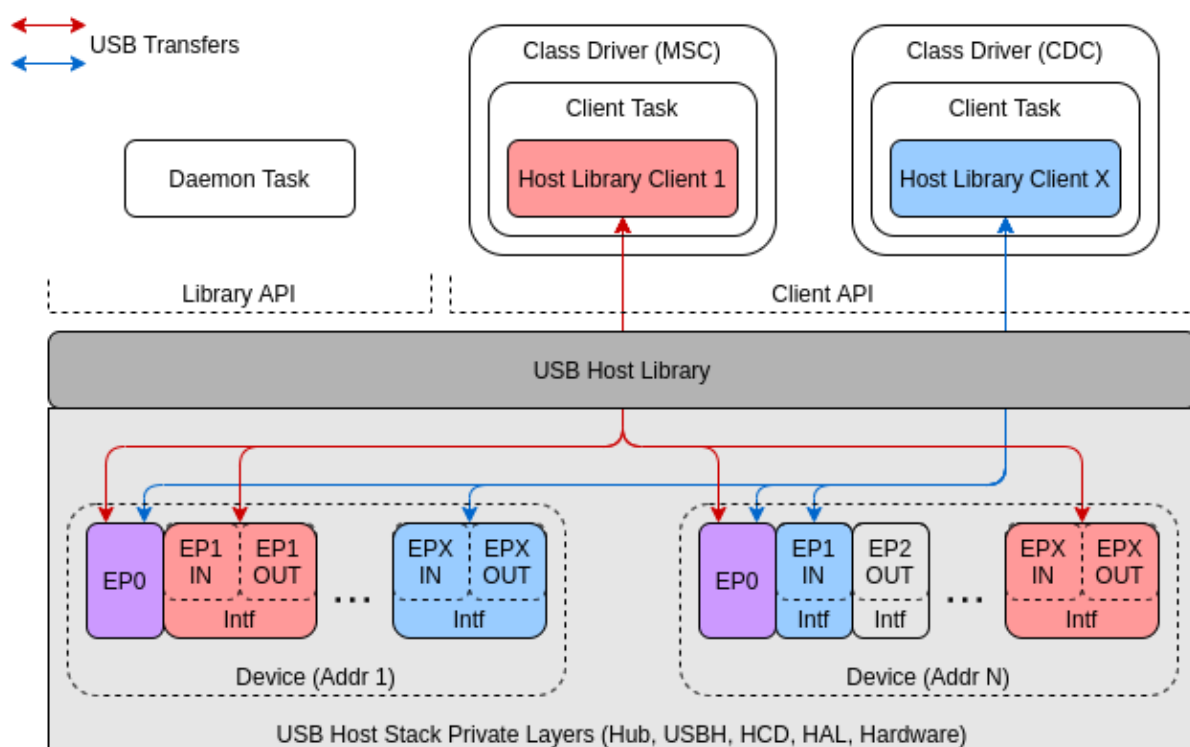 USB Transfers
Class Driver (MSC)
Class Driver (CDC)
Client Task
Client Task
Daemon Task
Host Library Client 1
Host Library Client X
Library API
Client API
USB Host Library
EP0
EP1
IN
EP1
OUT
Intf
...
EPX
IN
EPX
OUT
Intf
Device (Addr 1)
EP0
EP1
IN
Intf
EP2
OUT
Intf
...
EPX
IN
EPX
OUT
Intf
Device (Addr N)
USB Host Stack Private Layers (Hub, USBH, HCD, HAL, Hardware)